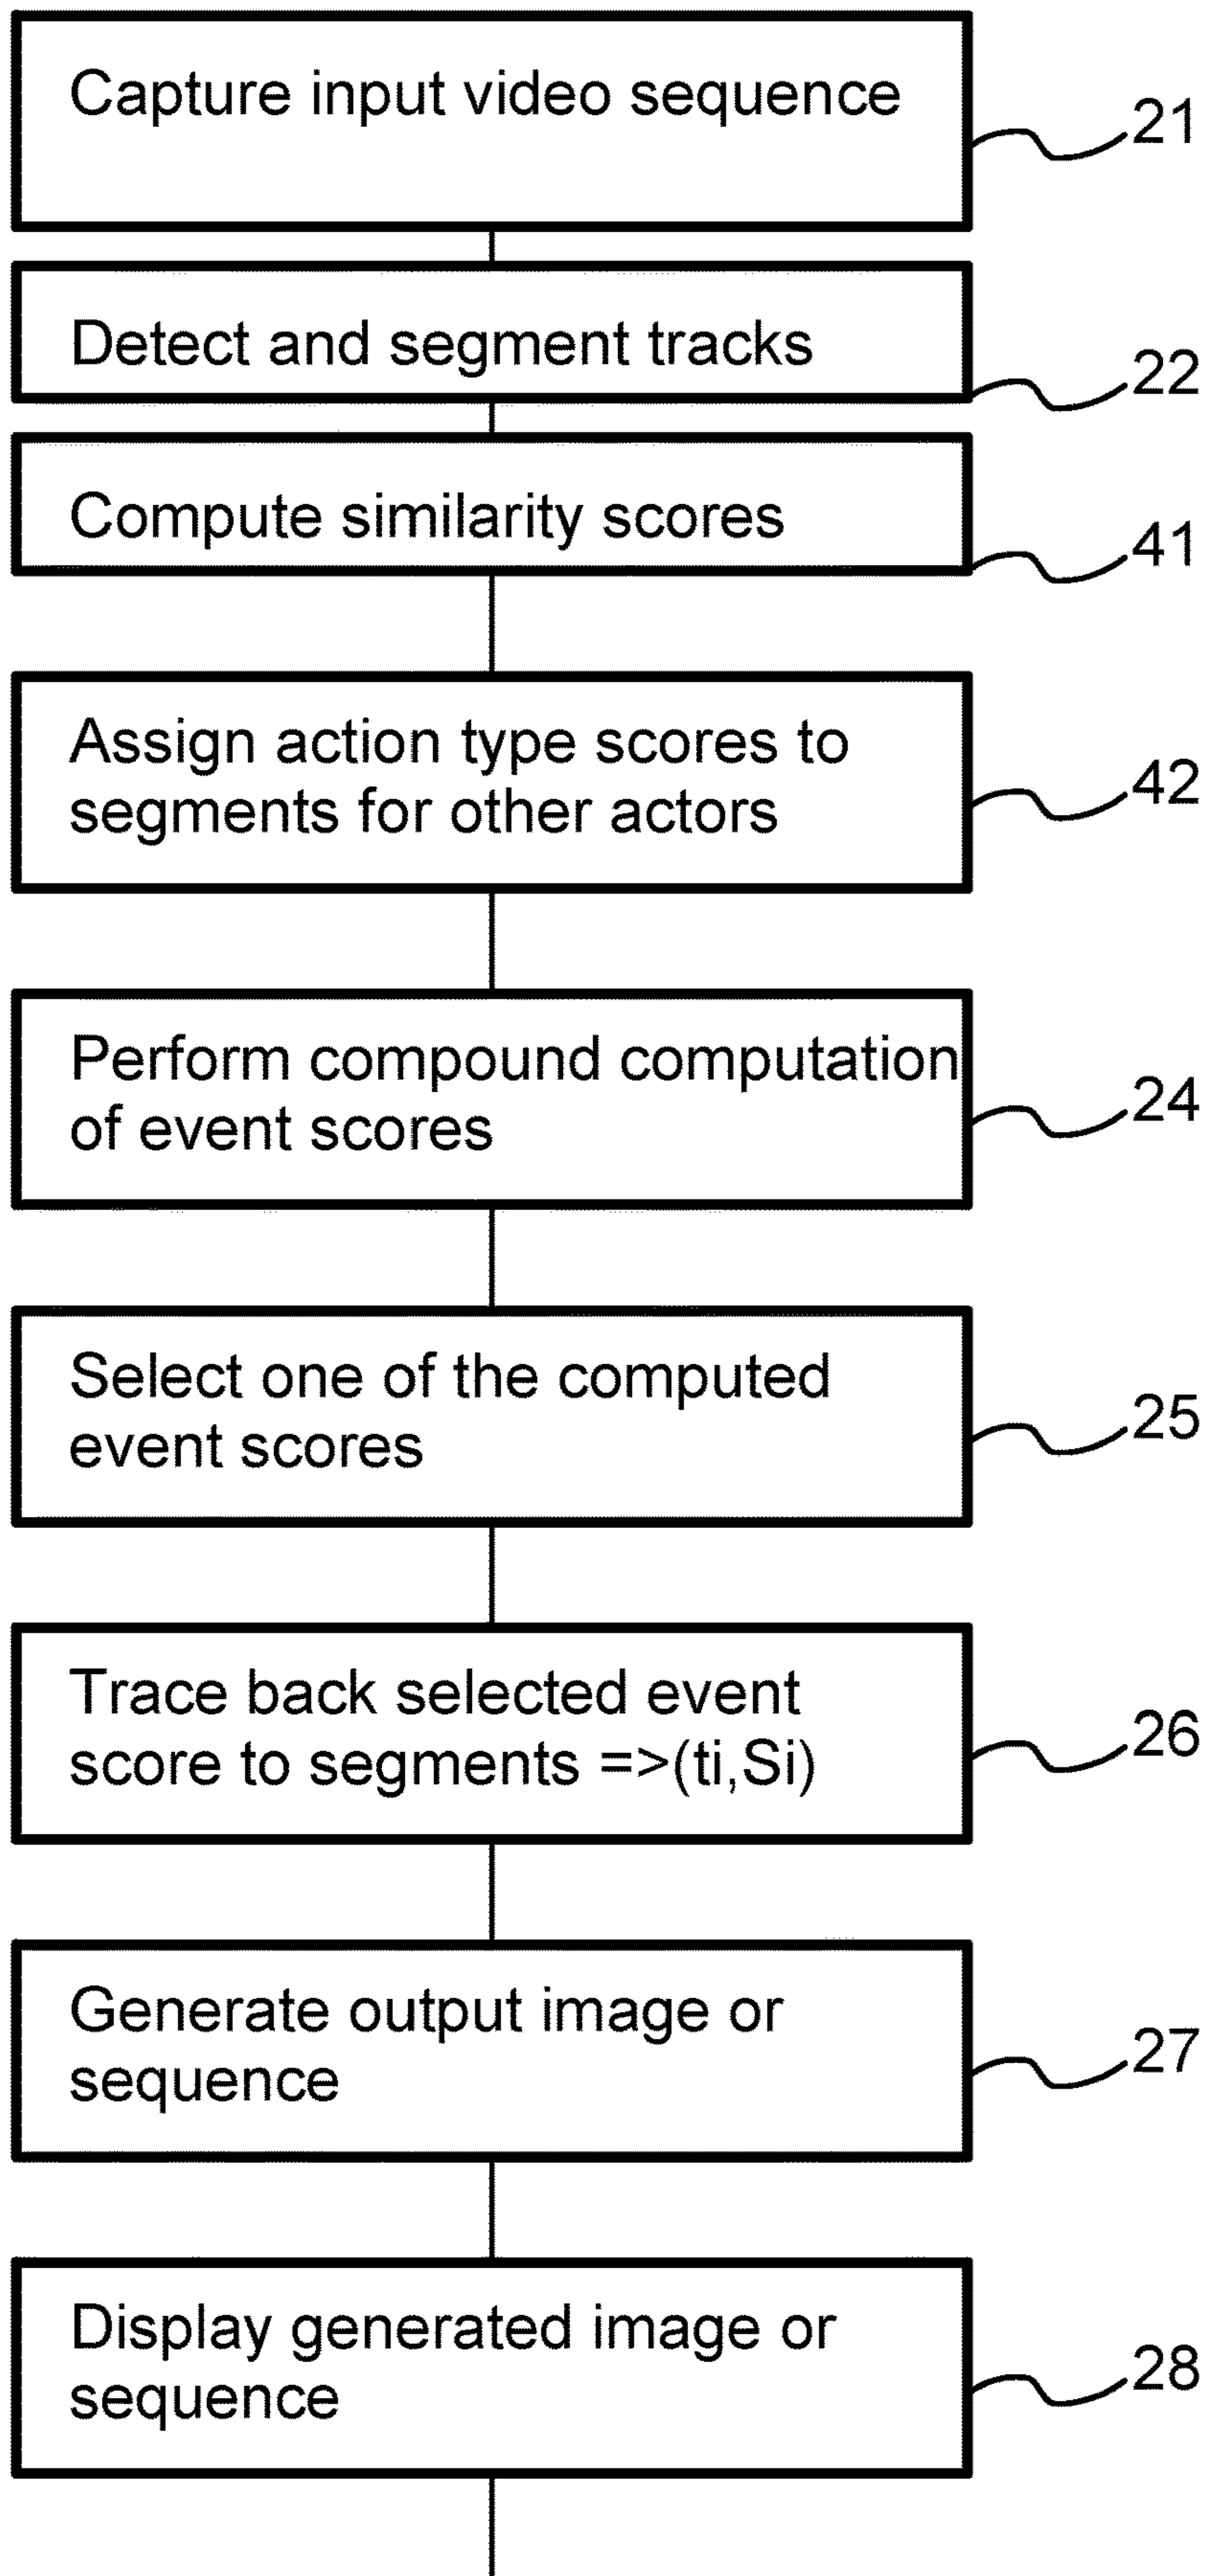 Capture input video sequence
21
Detect and segment tracks
22
Compute similarity scores
41
Assign action type scores to
segments for other actors
42
Perform compound computation
of event scores
24
Select one of the computed
event scores
25
Trace back selected event
score to segments =>(ti,Si)
26
Generate output image or
sequence
27
Display generated image or
sequence
28